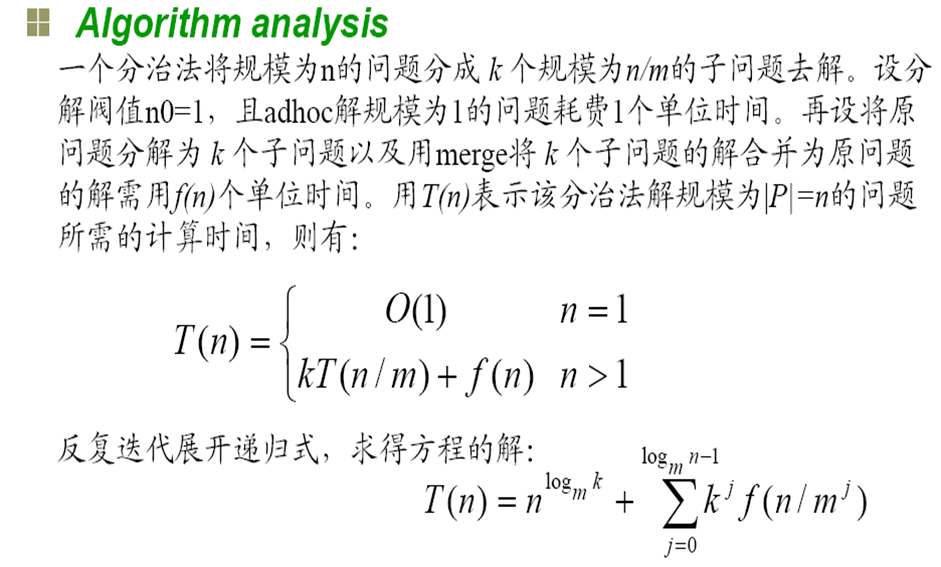 Algorithm analysis
一个分治法将规模为n的问题分成 k 个规模为n/m的子问题去解。设分
解阀值n0=1，且adhoc解规模为1的问题耗费1个单位时间。再设将原
问题分解为 k 个子问题以及用merge将 k 个子问题的解合并为原问题
的解需用f(n)个单位时间。用T(n)表示该分治法解规模为|P|=n的问题
所需的计算时间，则有：
T(n) = { O(1) n = 1
kT(n/m) + f(n) n > 1
反复迭代展开递归式，求得方程的解：
T(n) = n^{log_m k} + ∑_{j=0}^{log_m n-1} k^j f(n/m^j)